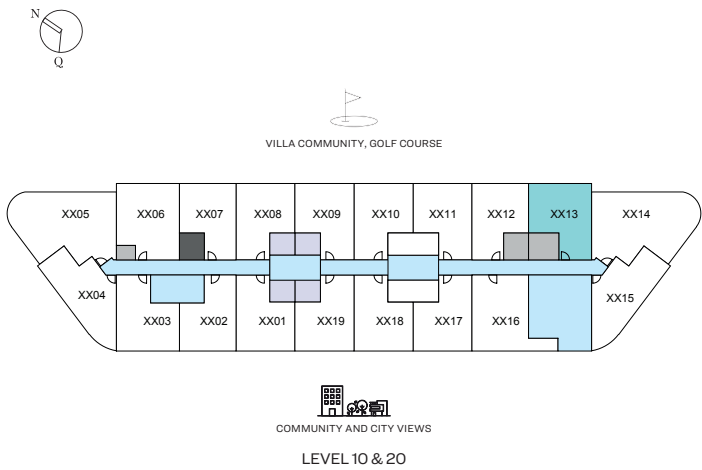 N
Q
VILLA COMMUNITY, GOLF COURSE
XX05 XX06 XX07 XX08 XX09 XX10 XX11 XX12 XX13 XX14
XX04 XX15
XX03 XX02 XX01 XX19 XX18 XX17 XX16
COMMUNITY AND CITY VIEWS
LEVEL 10 & 20